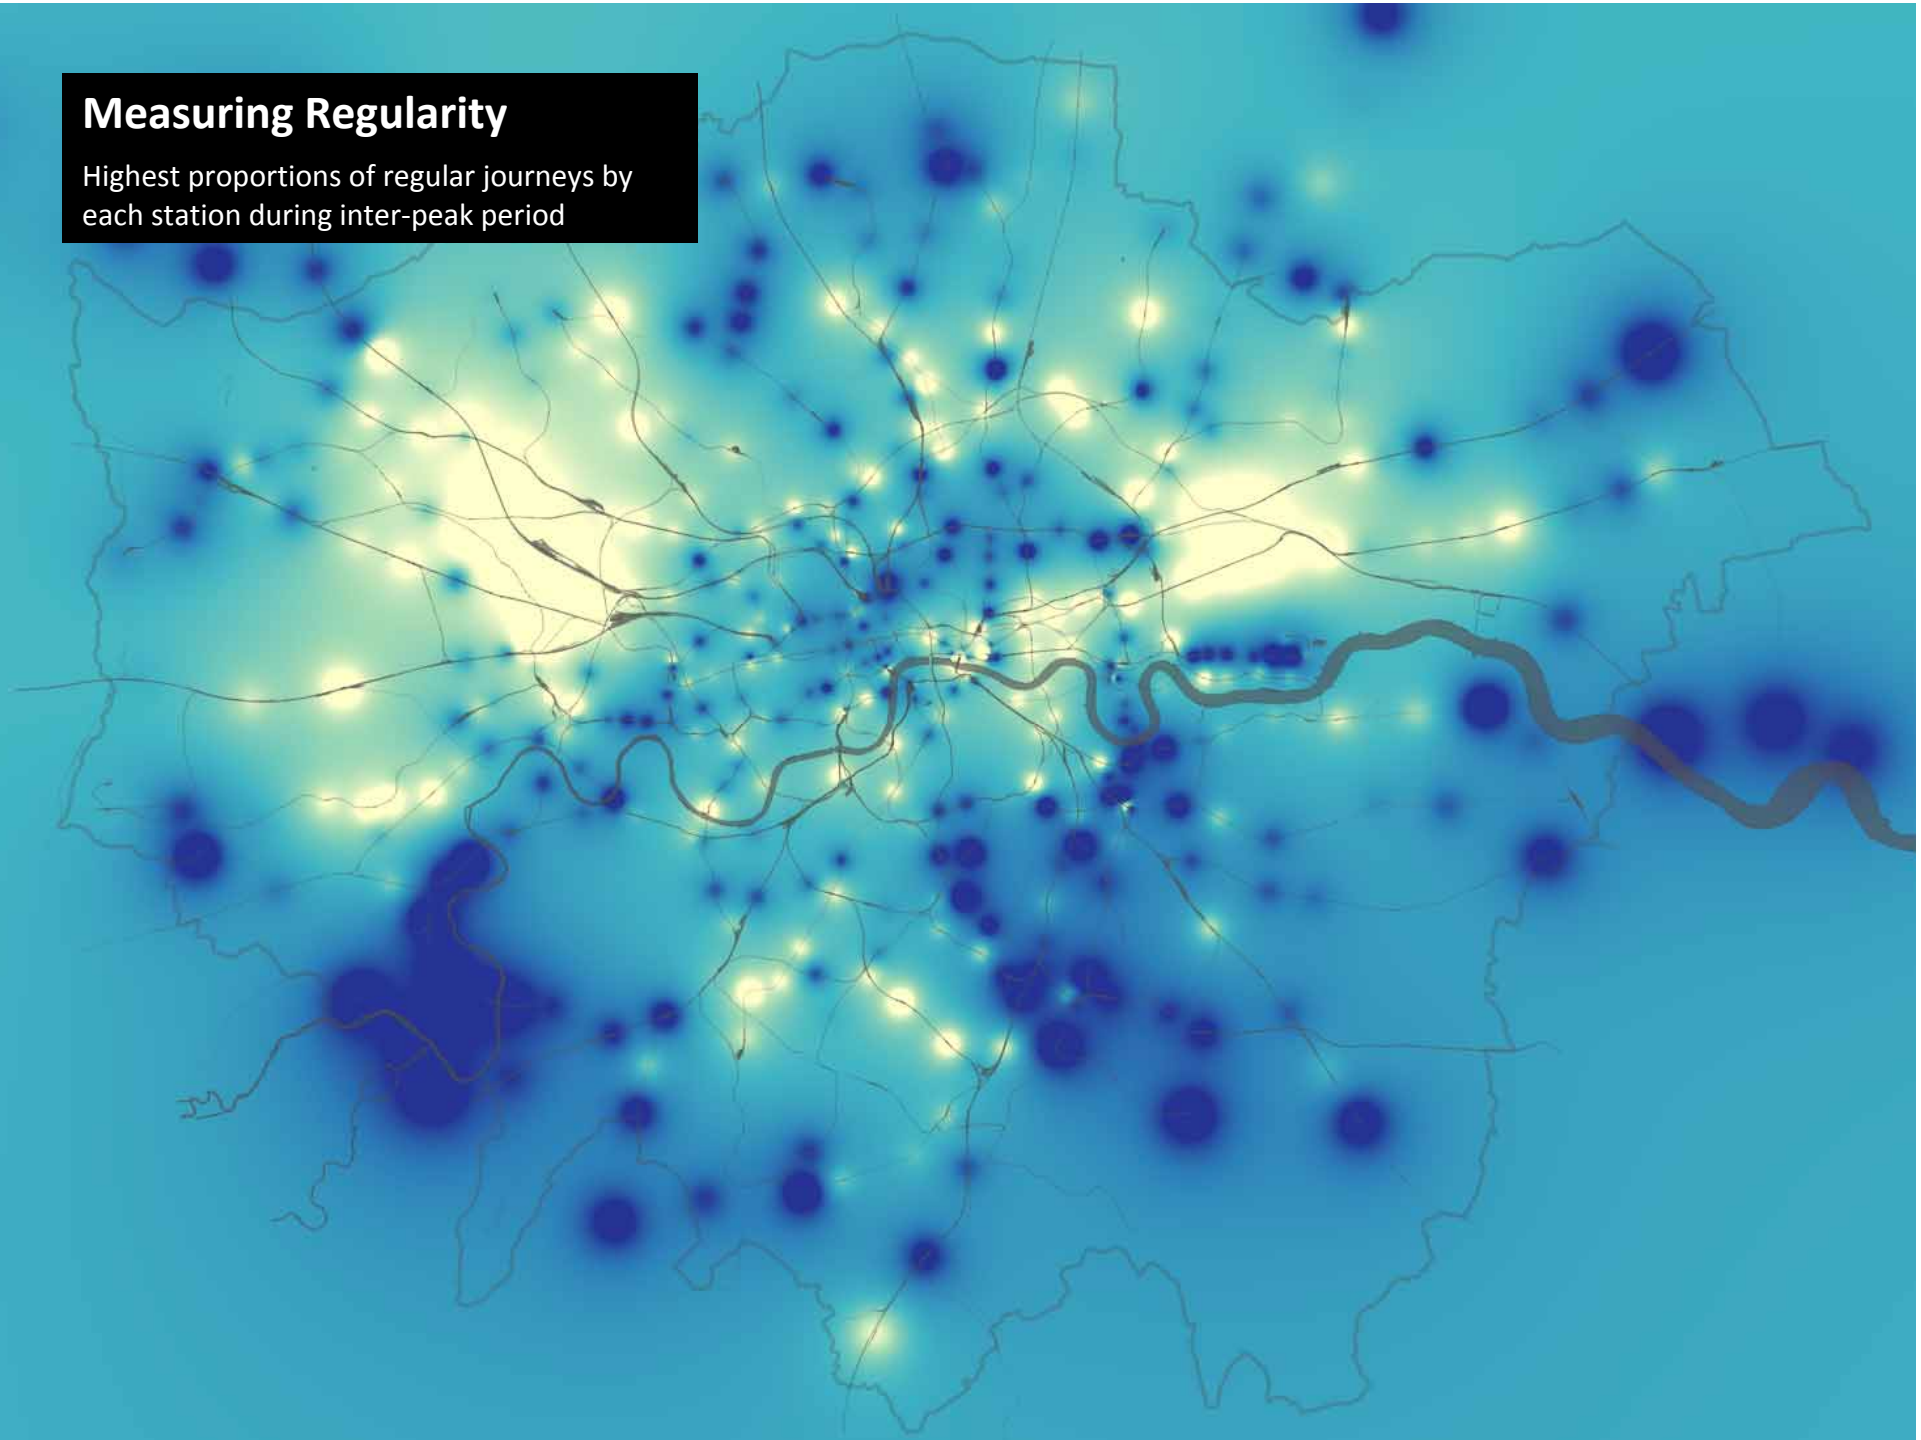 Measuring Regularity
Highest proportions of regular journeys by
each station during inter-peak period